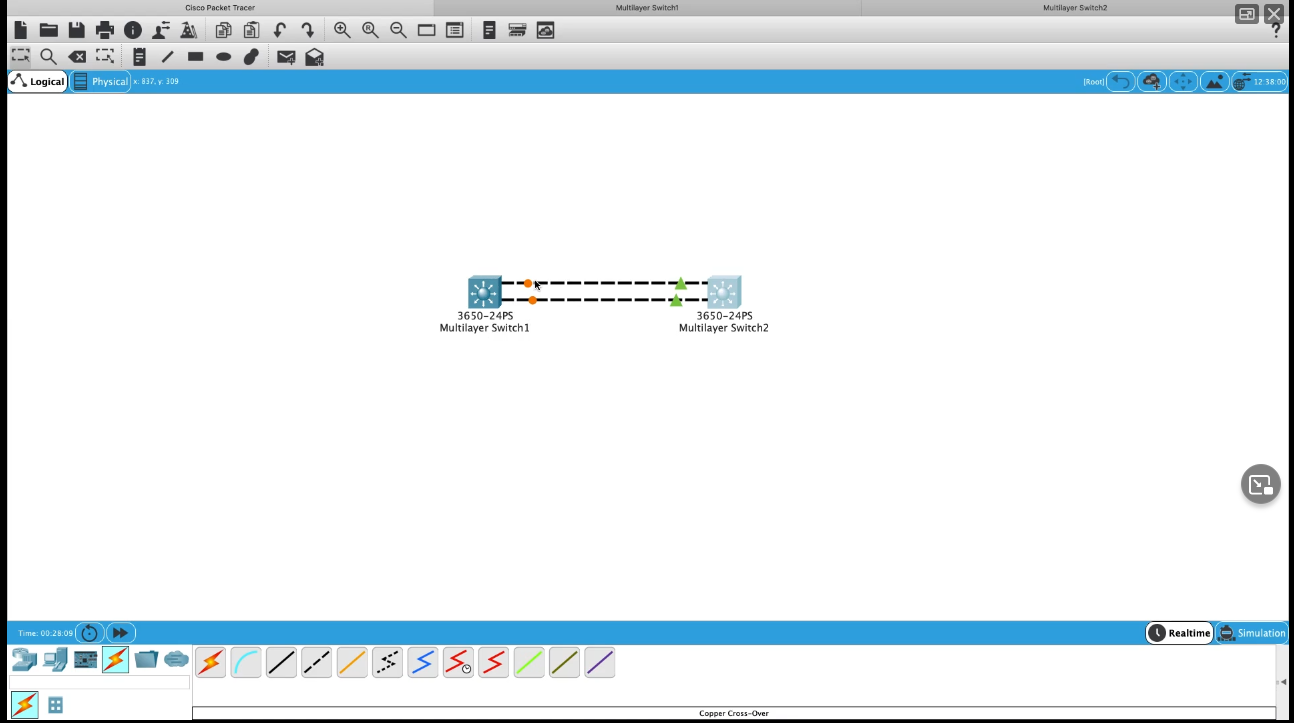 Cisco Packet Tracer
Multilayer Switch1
Multilayer Switch2
?
Logical
Physical
x: 837, y: 309
[Root]
12:38:00
3650-24PS
Multilayer Switch1
3650-24PS
Multilayer Switch2
Time: 00:28:09
Realtime
Simulation
Copper Cross-Over